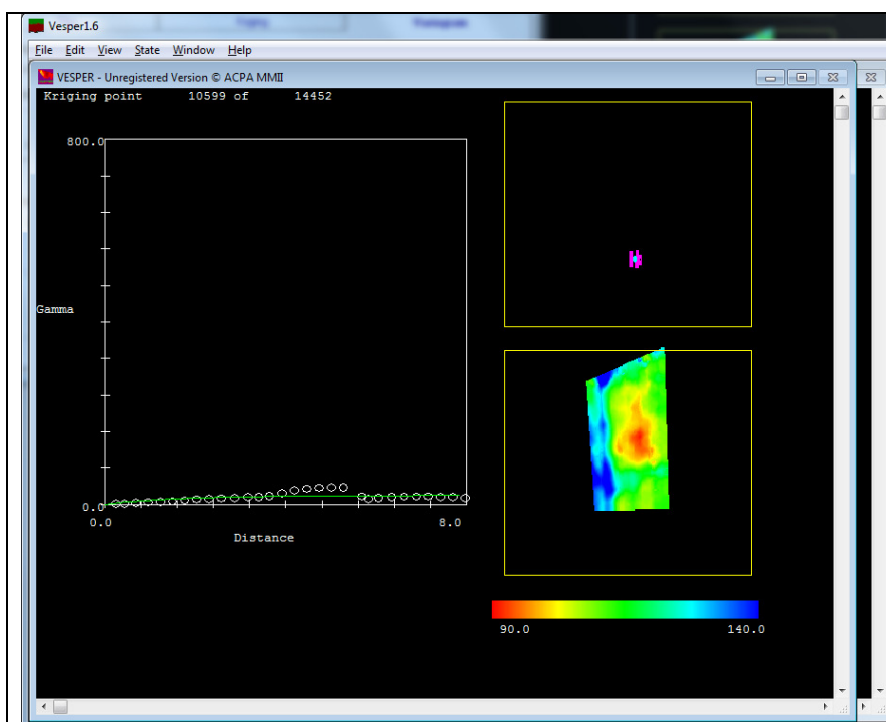 Vesper1.6
File Edit View State Window Help
VESPER - Unregistered Version © ACPA MMII
Kriging point 10599 of 14452
800.0
Gamma
0.0
0.0 8.0
Distance
90.0 140.0